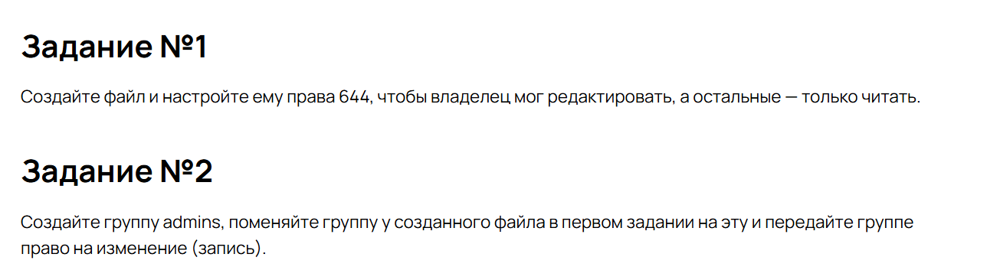 Задание №1
Создайте файл и настройте ему права 644, чтобы владелец мог редактировать, а остальные — только читать.
Задание №2
Создайте группу admins, поменяйте группу у созданного файла в первом задании на эту и передайте группе
право на изменение (запись).